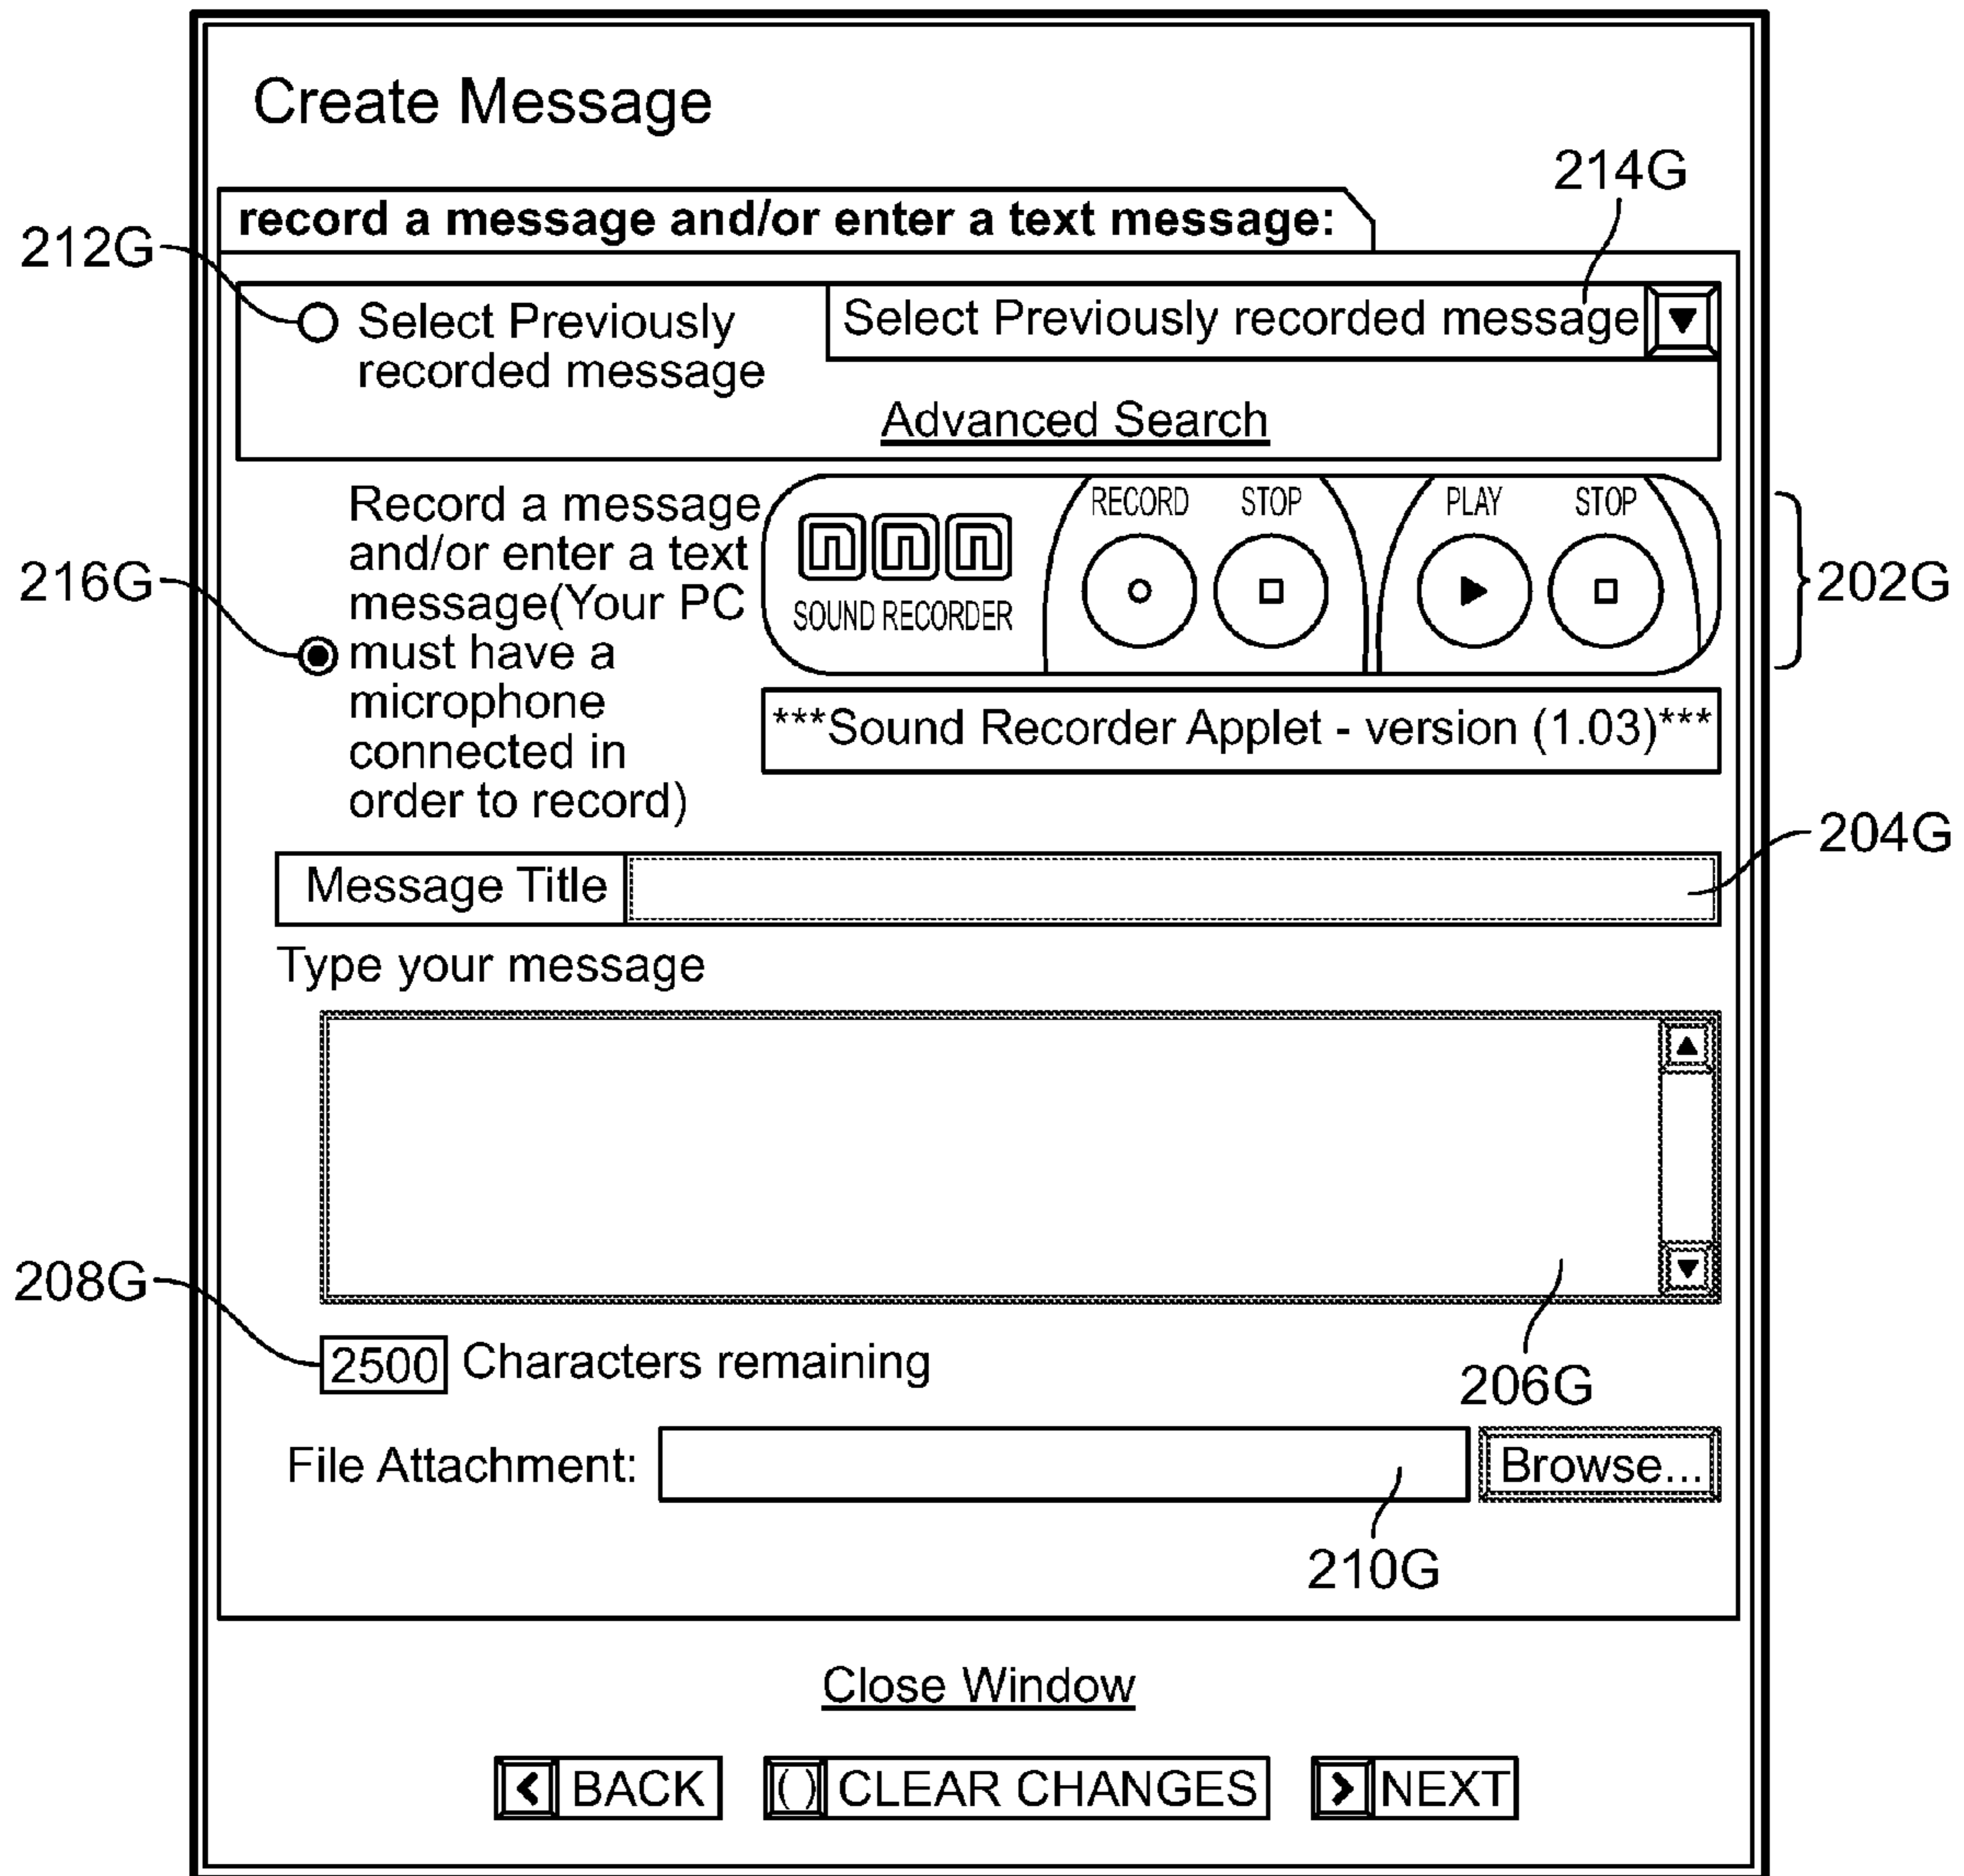 Create Message
214G
record a message and/or enter a text message:
212G
Select Previously
recorded message
Select Previously recorded message
Advanced Search
Record a message
and/or enter a text
message(Your PC
must have a
microphone
connected in
order to record)
216G
SOUND RECORDER
RECORD STOP PLAY STOP
202G
***Sound Recorder Applet - version (1.03)***
204G
Message Title
Type your message
208G
2500 Characters remaining
206G
File Attachment: Browse...
210G
Close Window
BACK () CLEAR CHANGES NEXT